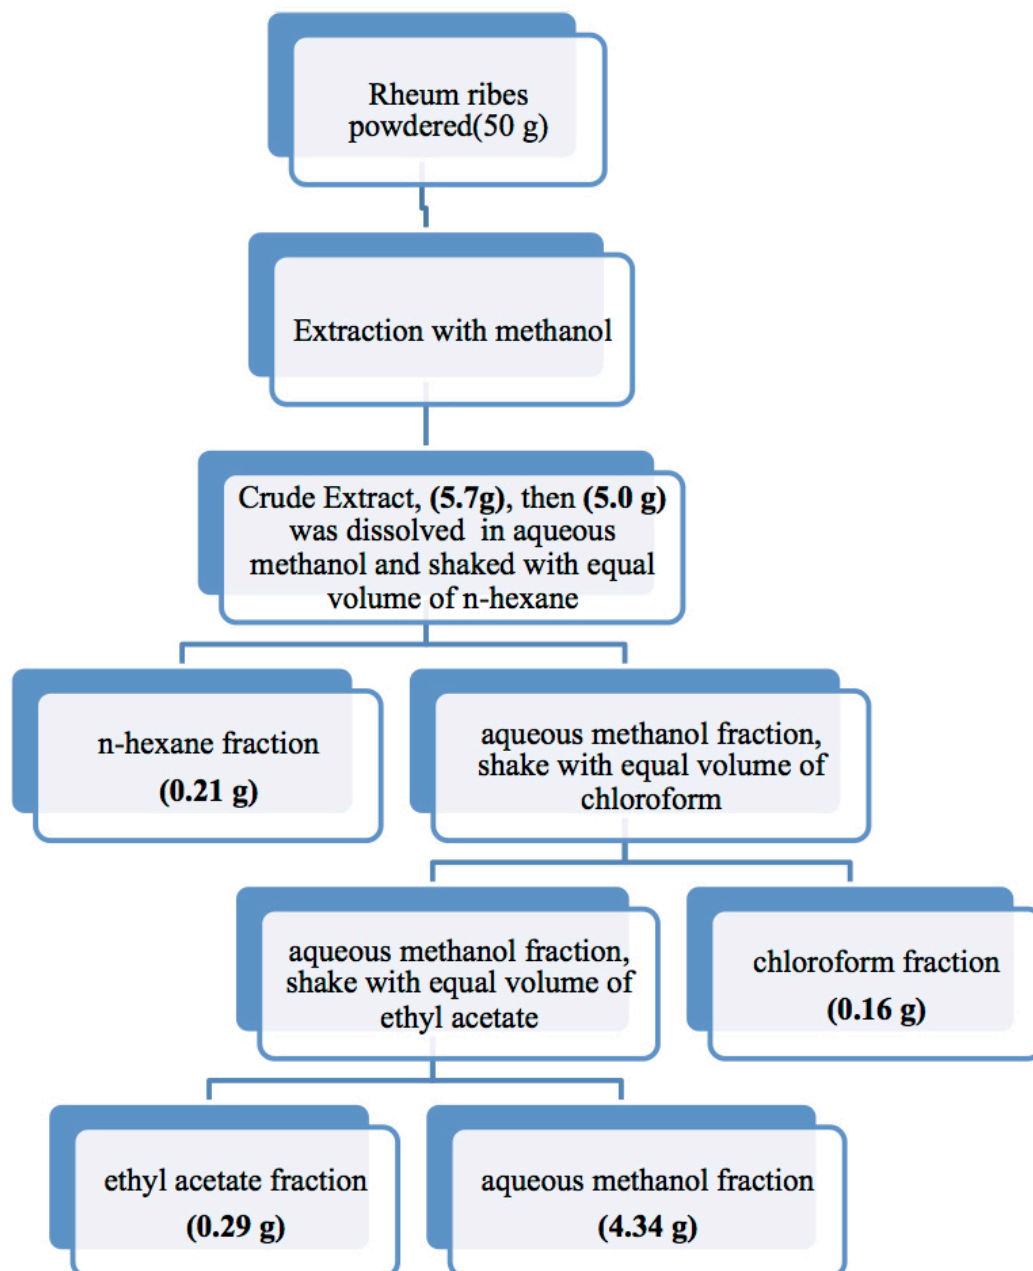 Rheum ribes
powdered(50 g)
Extraction with methanol
Crude Extract, (5.7g), then (5.0 g)
was dissolved in aqueous
methanol and shaked with equal
volume of n-hexane
n-hexane fraction
(0.21 g)
aqueous methanol fraction,
shake with equal volume of
chloroform
aqueous methanol fraction,
shake with equal volume of
ethyl acetate
chloroform fraction
(0.16 g)
ethyl acetate fraction
(0.29 g)
aqueous methanol fraction
(4.34 g)